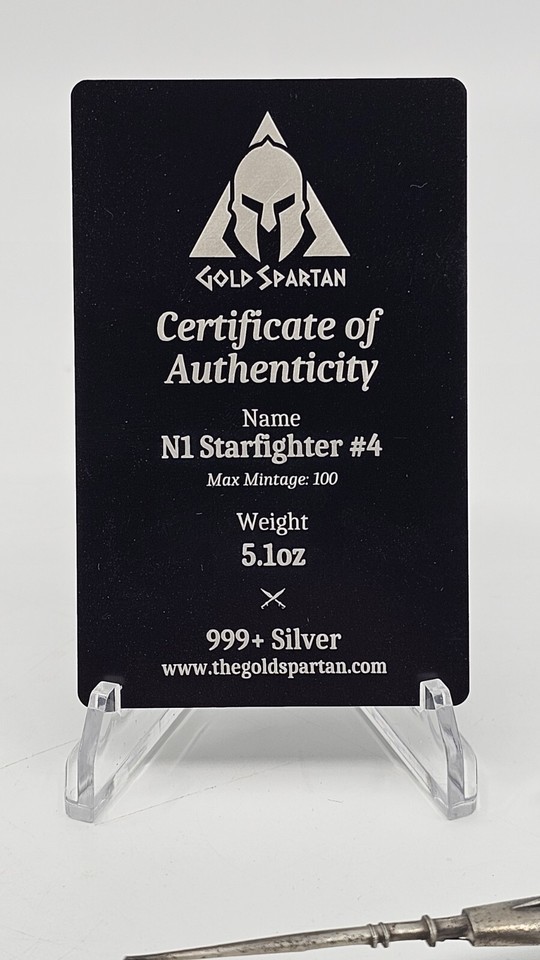 GOLD SPARTAN
Certificate of
Authenticity
Name
N1 Starfighter #4
Max Mintage: 100
Weight
5.1oz
999+ Silver
www.thegoldspartan.com